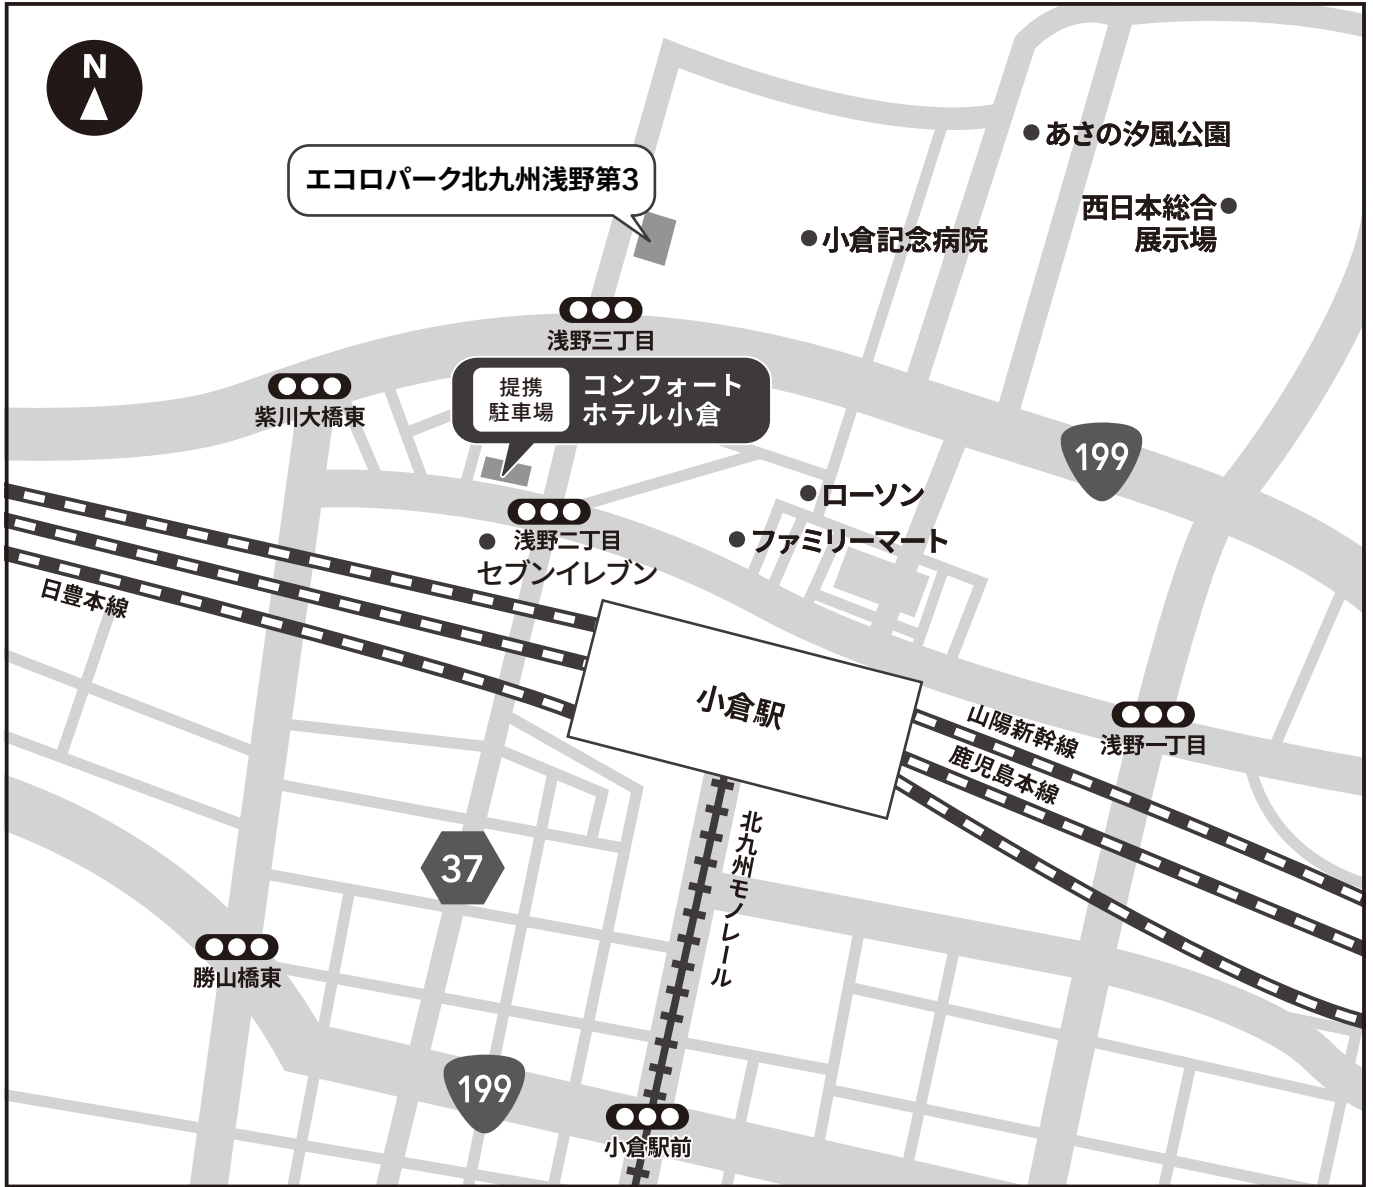 N
あさの汐風公園
エコロパーク北九州浅野第3
西日本総合
展示場
小倉記念病院
浅野三丁目
提携
駐車場
コンフォート
ホテル小倉
紫川大橋東
199
ローソン
浅野二丁目
ファミリーマート
セブンイレブン
日豊本線
小倉駅
山陽新幹線
浅野一丁目
鹿児島本線
北九州モノレール
37
勝山橋東
199
小倉駅前